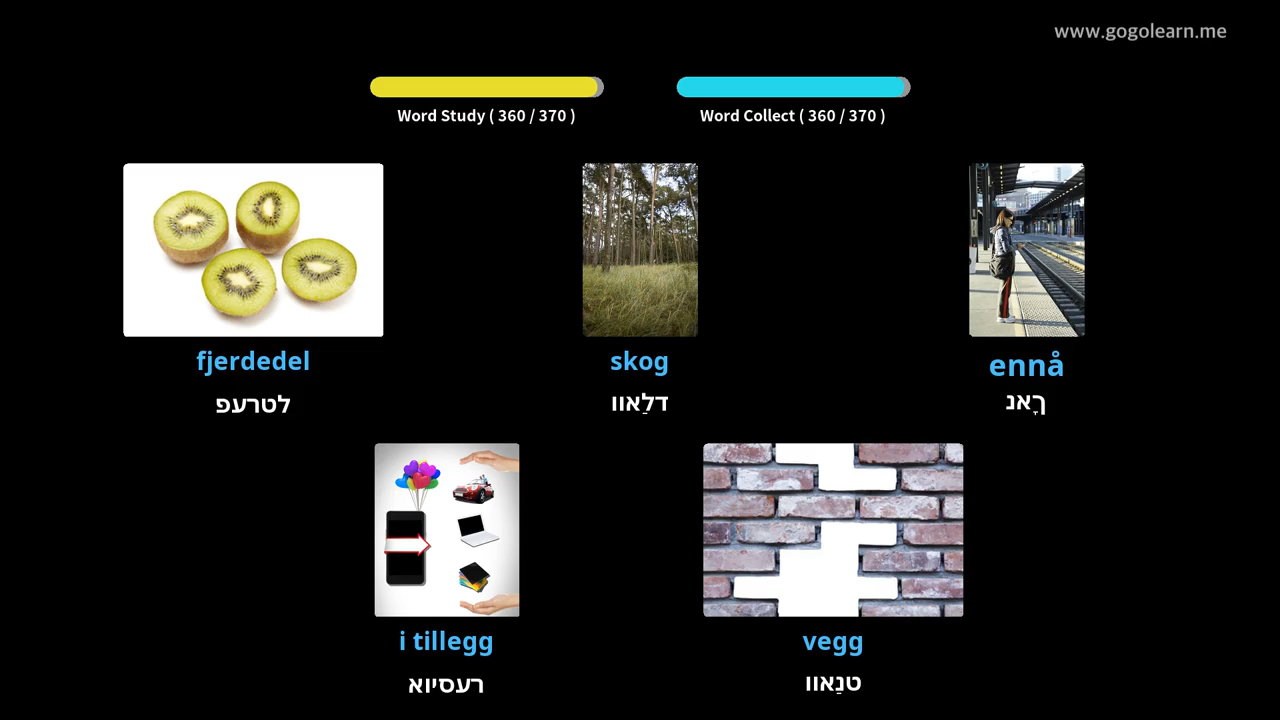 www.gogolearn.me
Word Study ( 360 / 370 )
Word Collect ( 360 / 370 )
fjerdedel
לטרעפ
skog
דלַאוו
ennå
ךָאנ
i tillegg
רעסיוא
vegg
טנַאוו